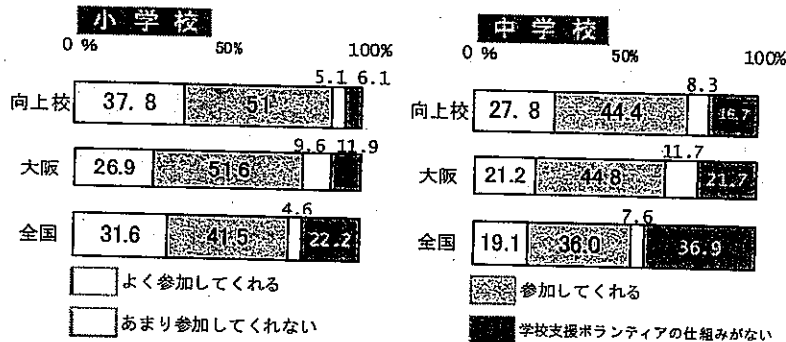 小学校
0 % 50% 100%
5.1 6.1
向上校 37.8 51
9.6 11.9
大阪 26.9 51.6
4.6
全国 31.6 41.5 22.2
よく参加してくれる
あまり参加してくれない
中学校
0 % 50% 100%
8.3
向上校 27.8 44.4 16.7
11.7
大阪 21.2 44.8 21.7
7.6
全国 19.1 36.0 36.9
参加してくれる
学校支援ボランティアの仕組みがない